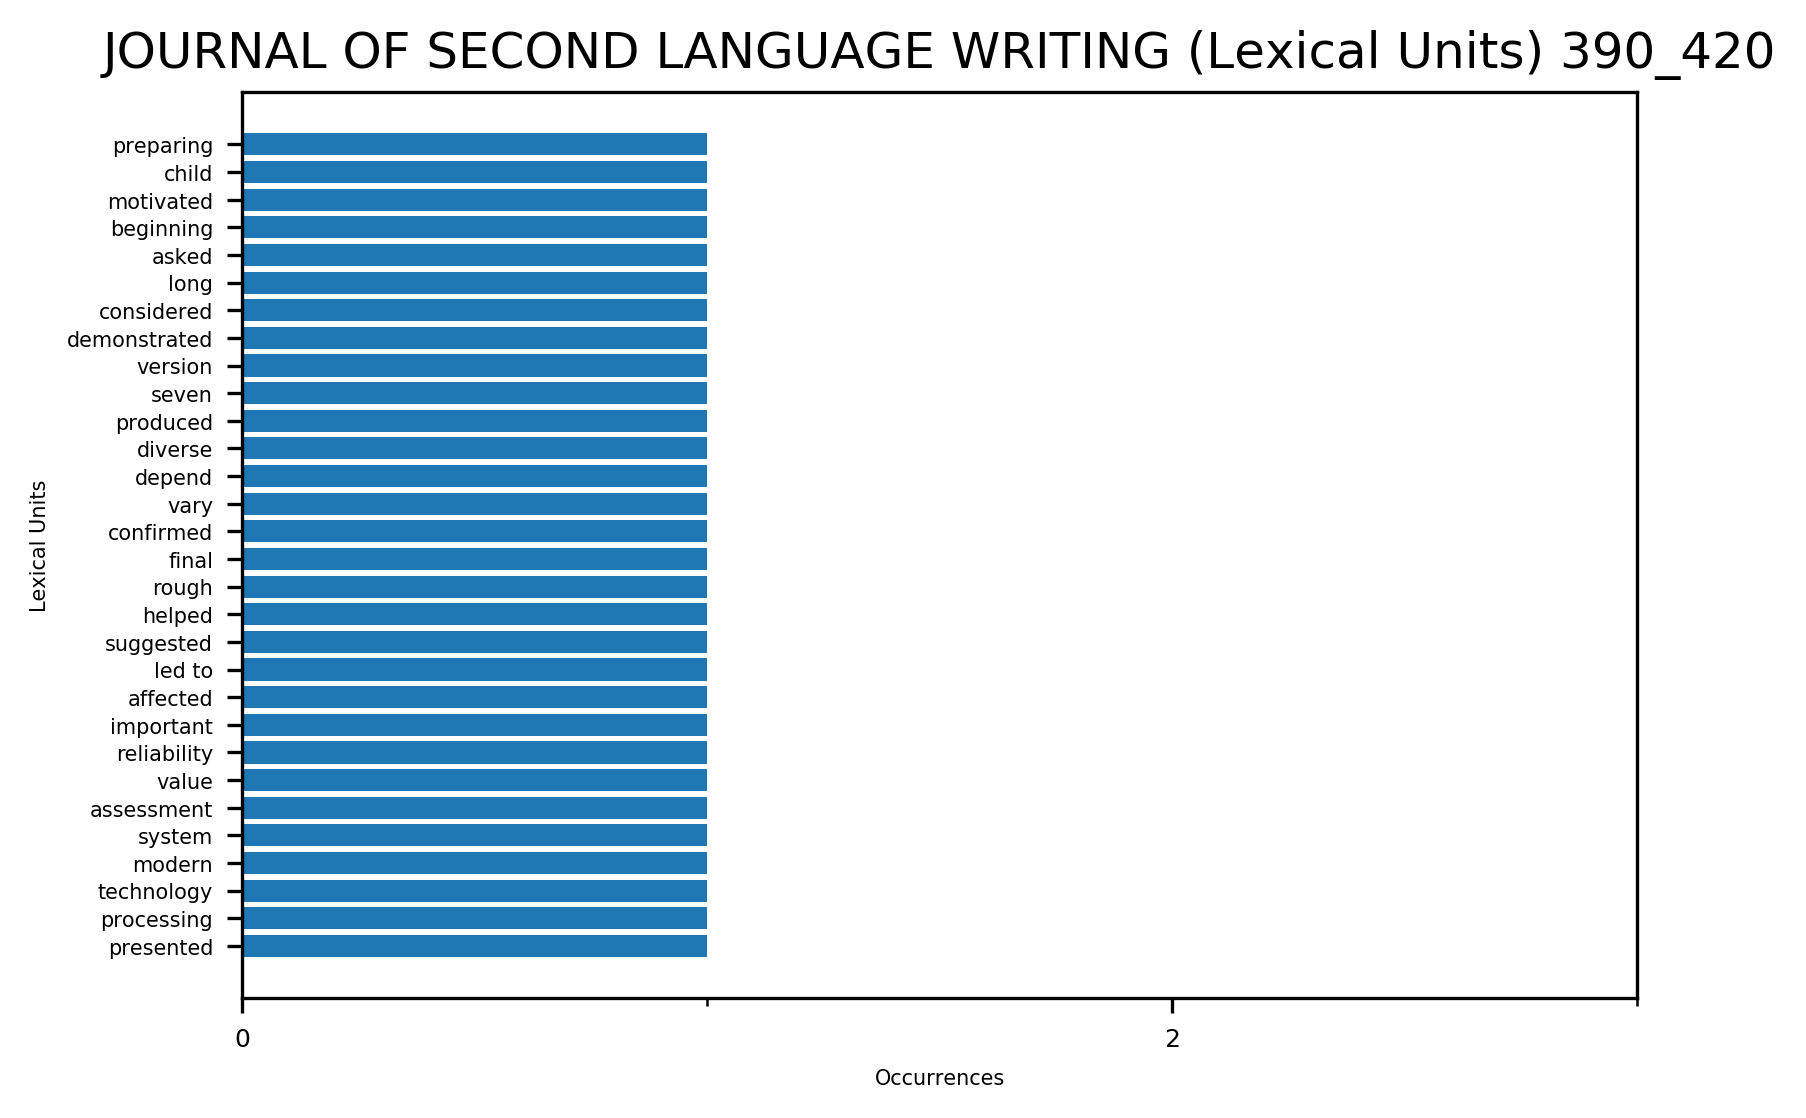 JOURNAL OF SECOND LANGUAGE WRITING (Lexical Units) 390_420
preparing
child
motivated
beginning
asked
long
considered
demonstrated
version
seven
produced
diverse
depend
vary
confirmed
final
rough
helped
suggested
led to
affected
important
reliability
value
assessment
system
modern
technology
processing
presented
Lexical Units
0
2
Occurrences